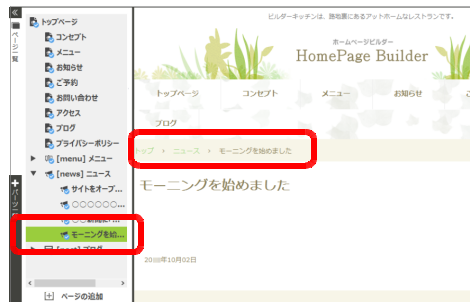 ページ一覧
トップページ
コンセプト
メニュー
お知らせ
ご予約
お問い合わせ
アクセス
ブログ
プライバシーポリシー
[menu] メニュー
[news] ニュース
サイトをオープ...
○○○○○○...
モーニングを始...
ページの追加
ビルダーキッチンは、路地裏にあるアットホームなレストランです。
ホームページビルダー
HomePage Builder
トップページ コンセプト メニュー お知らせ
ブログ
トップ > ニュース > モーニングを始めました
モーニングを始めました